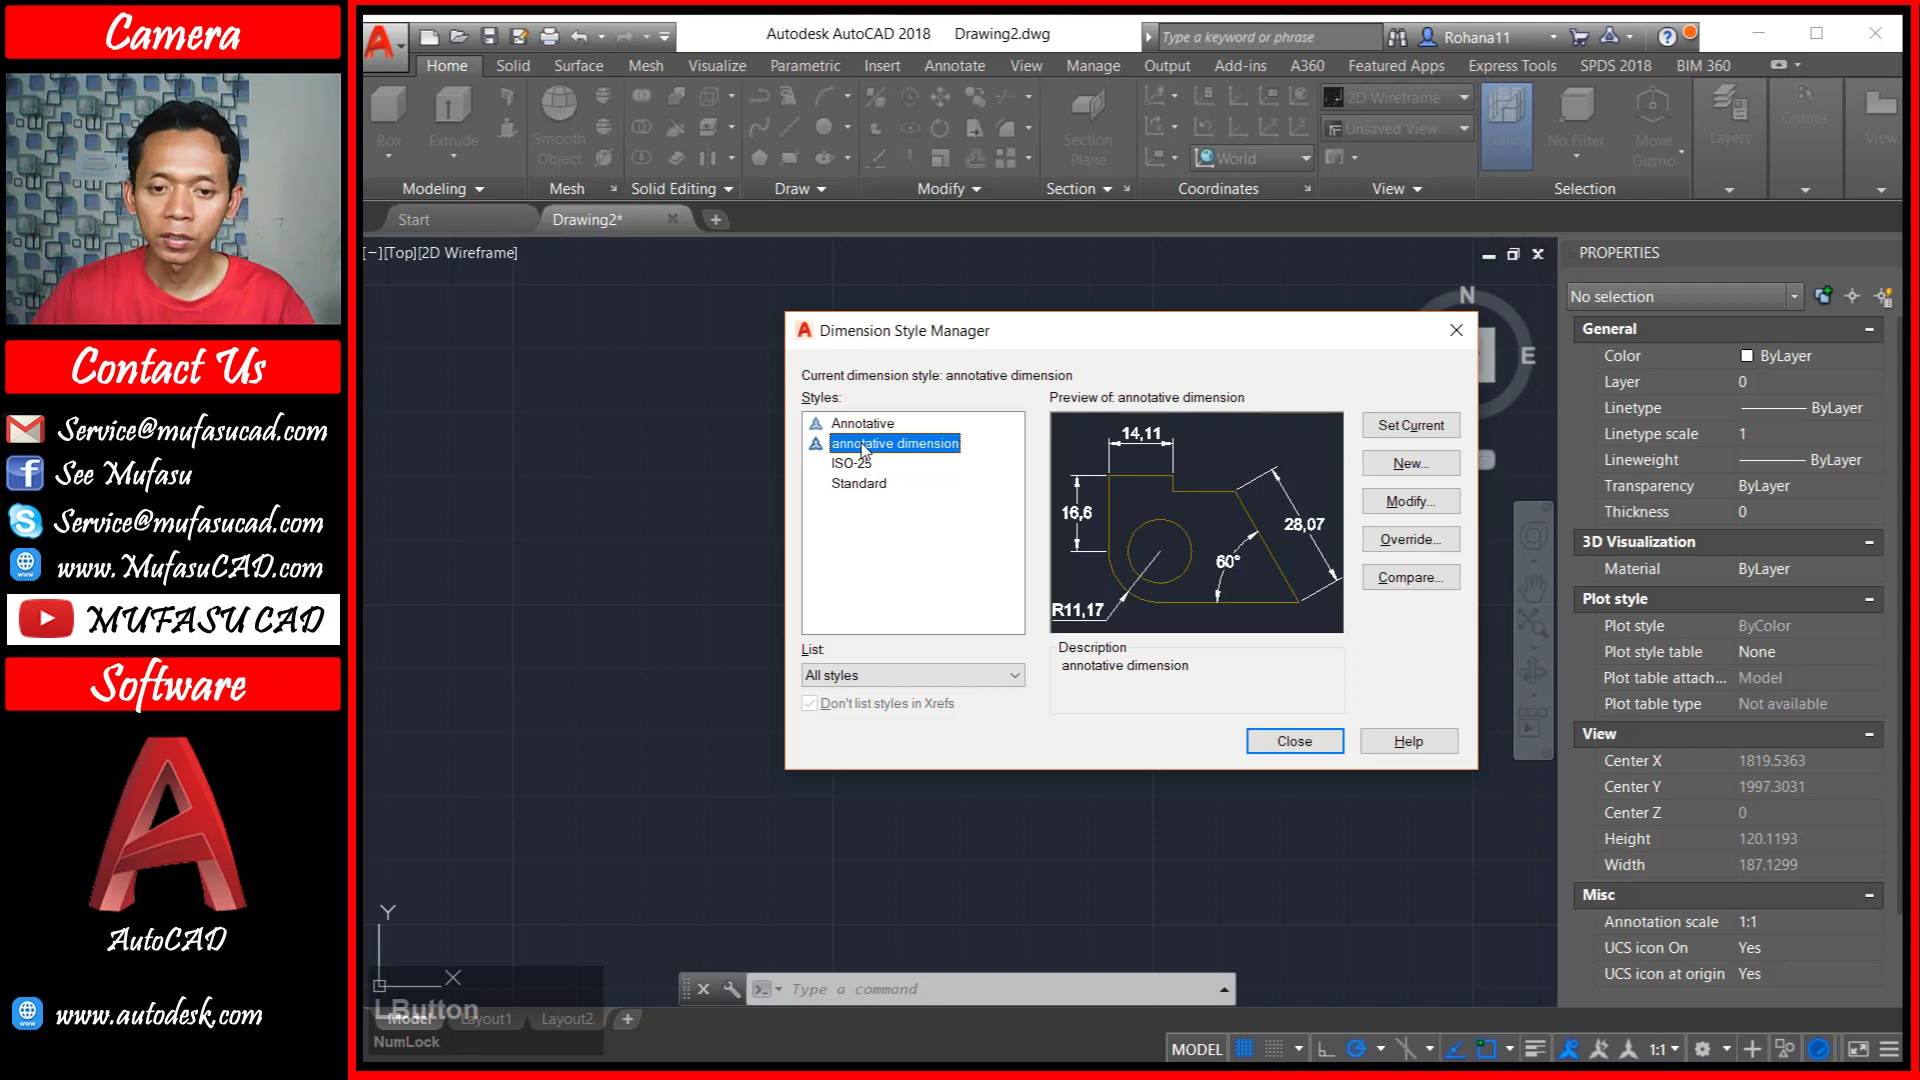 Camera
Contact Us
Service@mufasucad.com
See Mufasu
Service@mufasucad.com
www.MufasuCAD.com
MUFASU CAD
Software
AutoCAD
www.autodesk.com
Autodesk AutoCAD 2018 Drawing2.dwg
Type a keyword or phrase
Rohana11
Home Solid Surface Mesh Visualize Parametric Insert Annotate View Manage Output Add-ins A360 Featured Apps Express Tools SPDS 2018 BIM 360
Box
Extrude
Smooth
Object
Section
Plane
2D Wireframe
Unsaved View
World
Culling
No Filter
Move
Gizmo
Layers
Groups
View
Modeling Mesh Solid Editing Draw Modify Section Coordinates View Selection
Start Drawing2*
[−][Top][2D Wireframe]
N
E
Dimension Style Manager
Current dimension style: annotative dimension
Styles:
Annotative
annotative dimension
ISO-25
Standard
Preview of: annotative dimension
14,11
16,6
28,07
60°
R11,17
Set Current
New...
Modify...
Override...
Compare...
List:
All styles
Don't list styles in Xrefs
Description
annotative dimension
Close
Help
PROPERTIES
No selection
General
Color ByLayer
Layer 0
Linetype ByLayer
Linetype scale 1
Lineweight ByLayer
Transparency ByLayer
Thickness 0
3D Visualization
Material ByLayer
Plot style
Plot style ByColor
Plot style table None
Plot table attach... Model
Plot table type Not available
View
Center X 1819.5363
Center Y 1997.3031
Center Z 0
Height 120.1193
Width 187.1299
Misc
Annotation scale 1:1
UCS icon On Yes
UCS icon at origin Yes
Y
X
LButton
NumLock
Type a command
Model Layout1 Layout2
MODEL
1:1